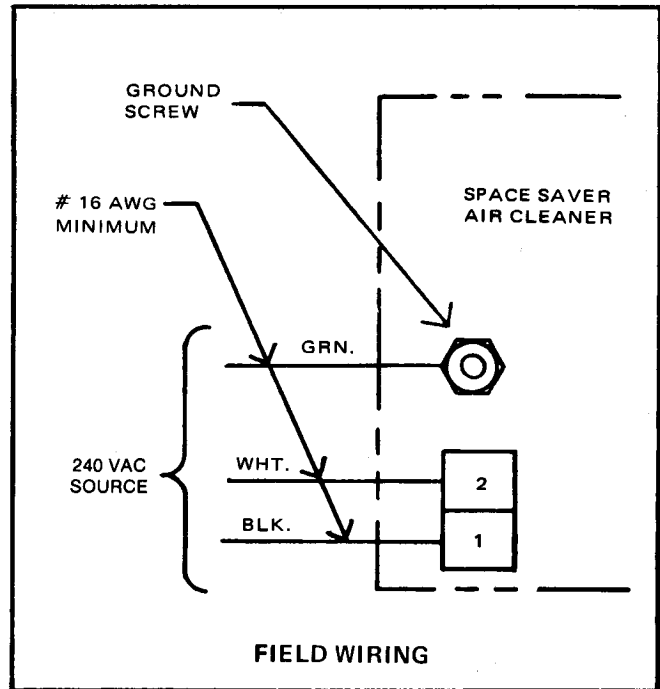 GROUND
SCREW
# 16 AWG
MINIMUM
SPACE SAVER
AIR CLEANER
GRN.
240 VAC
SOURCE
WHT.
2
BLK.
1
FIELD WIRING